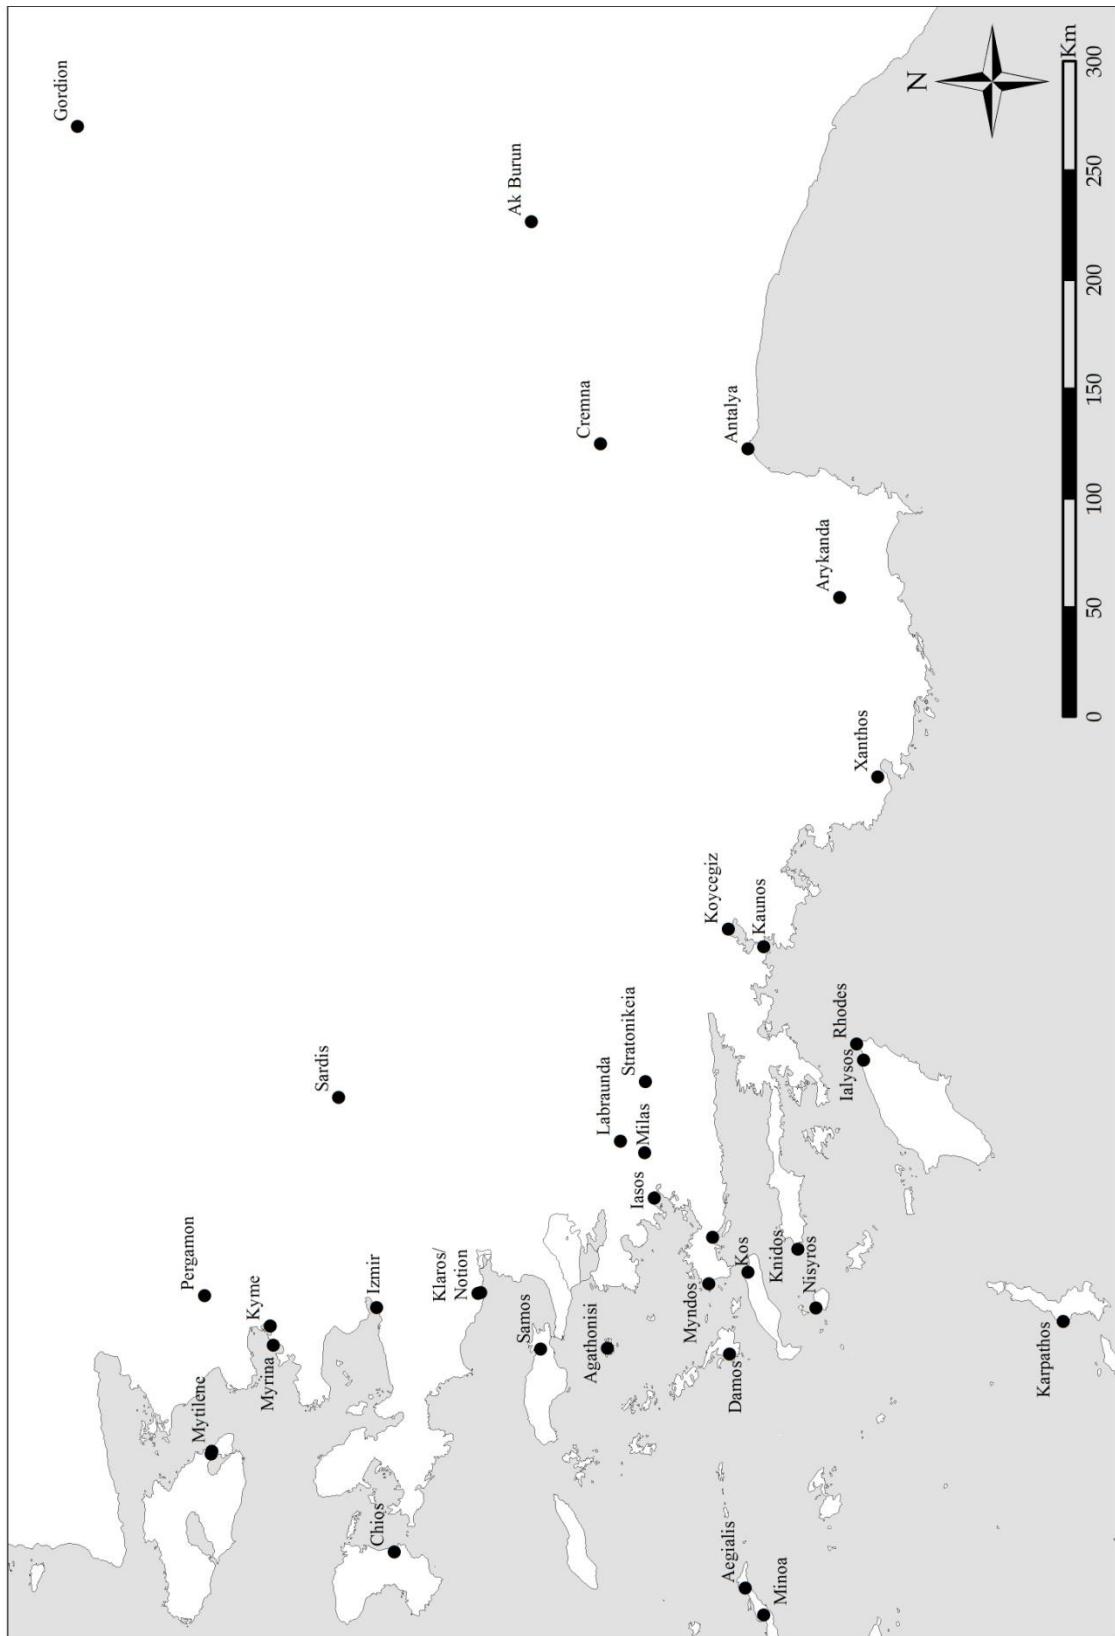 Gordion
Pergamon
Mytilene
Kyme
Myrina
Sardis
Izmir
Chios
Klaros/
Notion
Ak Burun
Samos
Cremna
Agathonisi
Labraunda
Stratonikeia
Milas
Iasos
Myndos
Koycegiz
Damos
Kos
Antalya
Aegialis
Kaunos
Minoa
Knidos
Nisyros
Arykanda
Rhodes
Ialysos
Xanthos
Karpathos
N
0 50 100 150 200 250 300
Km